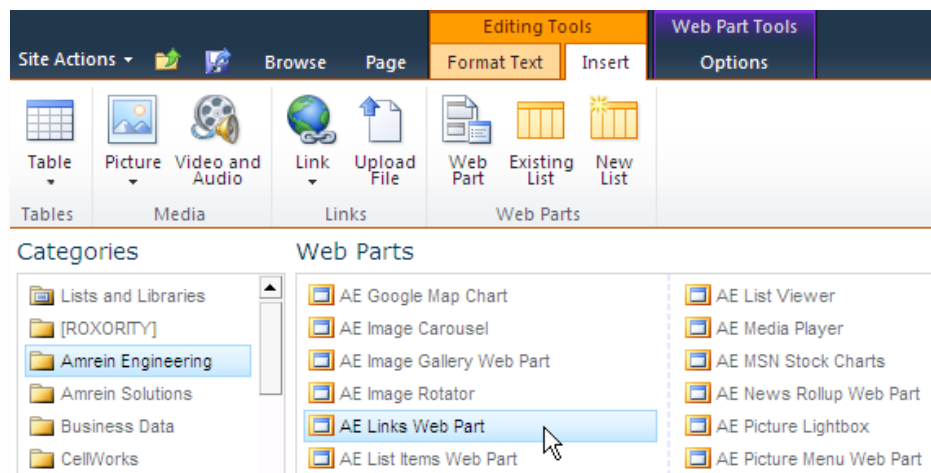 Editing Tools
Web Part Tools
Site Actions
Browse
Page
Format Text
Insert
Options
Table
Picture
Video and
Audio
Link
Upload
File
Web
Part
Existing
List
New
List
Tables
Media
Links
Web Parts
Categories
Web Parts
Lists and Libraries
[ROXORITY]
Amrein Engineering
Amrein Solutions
Business Data
CellWorks
AE Google Map Chart
AE Image Carousel
AE Image Gallery Web Part
AE Image Rotator
AE Links Web Part
AE List Items Web Part
AE List Viewer
AE Media Player
AE MSN Stock Charts
AE News Rollup Web Part
AE Picture Lightbox
AE Picture Menu Web Part